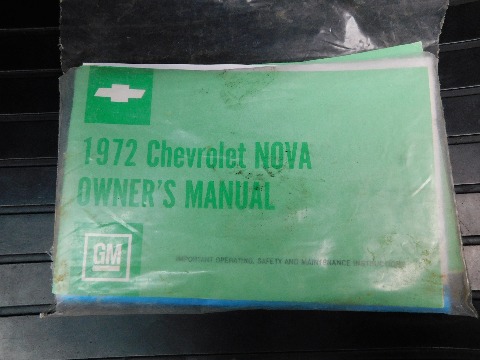 1972 Chevrolet NOVA
OWNER'S MANUAL
GM
IMPORTANT OPERATING, SAFETY AND MAINTENANCE INSTRUCTIONS